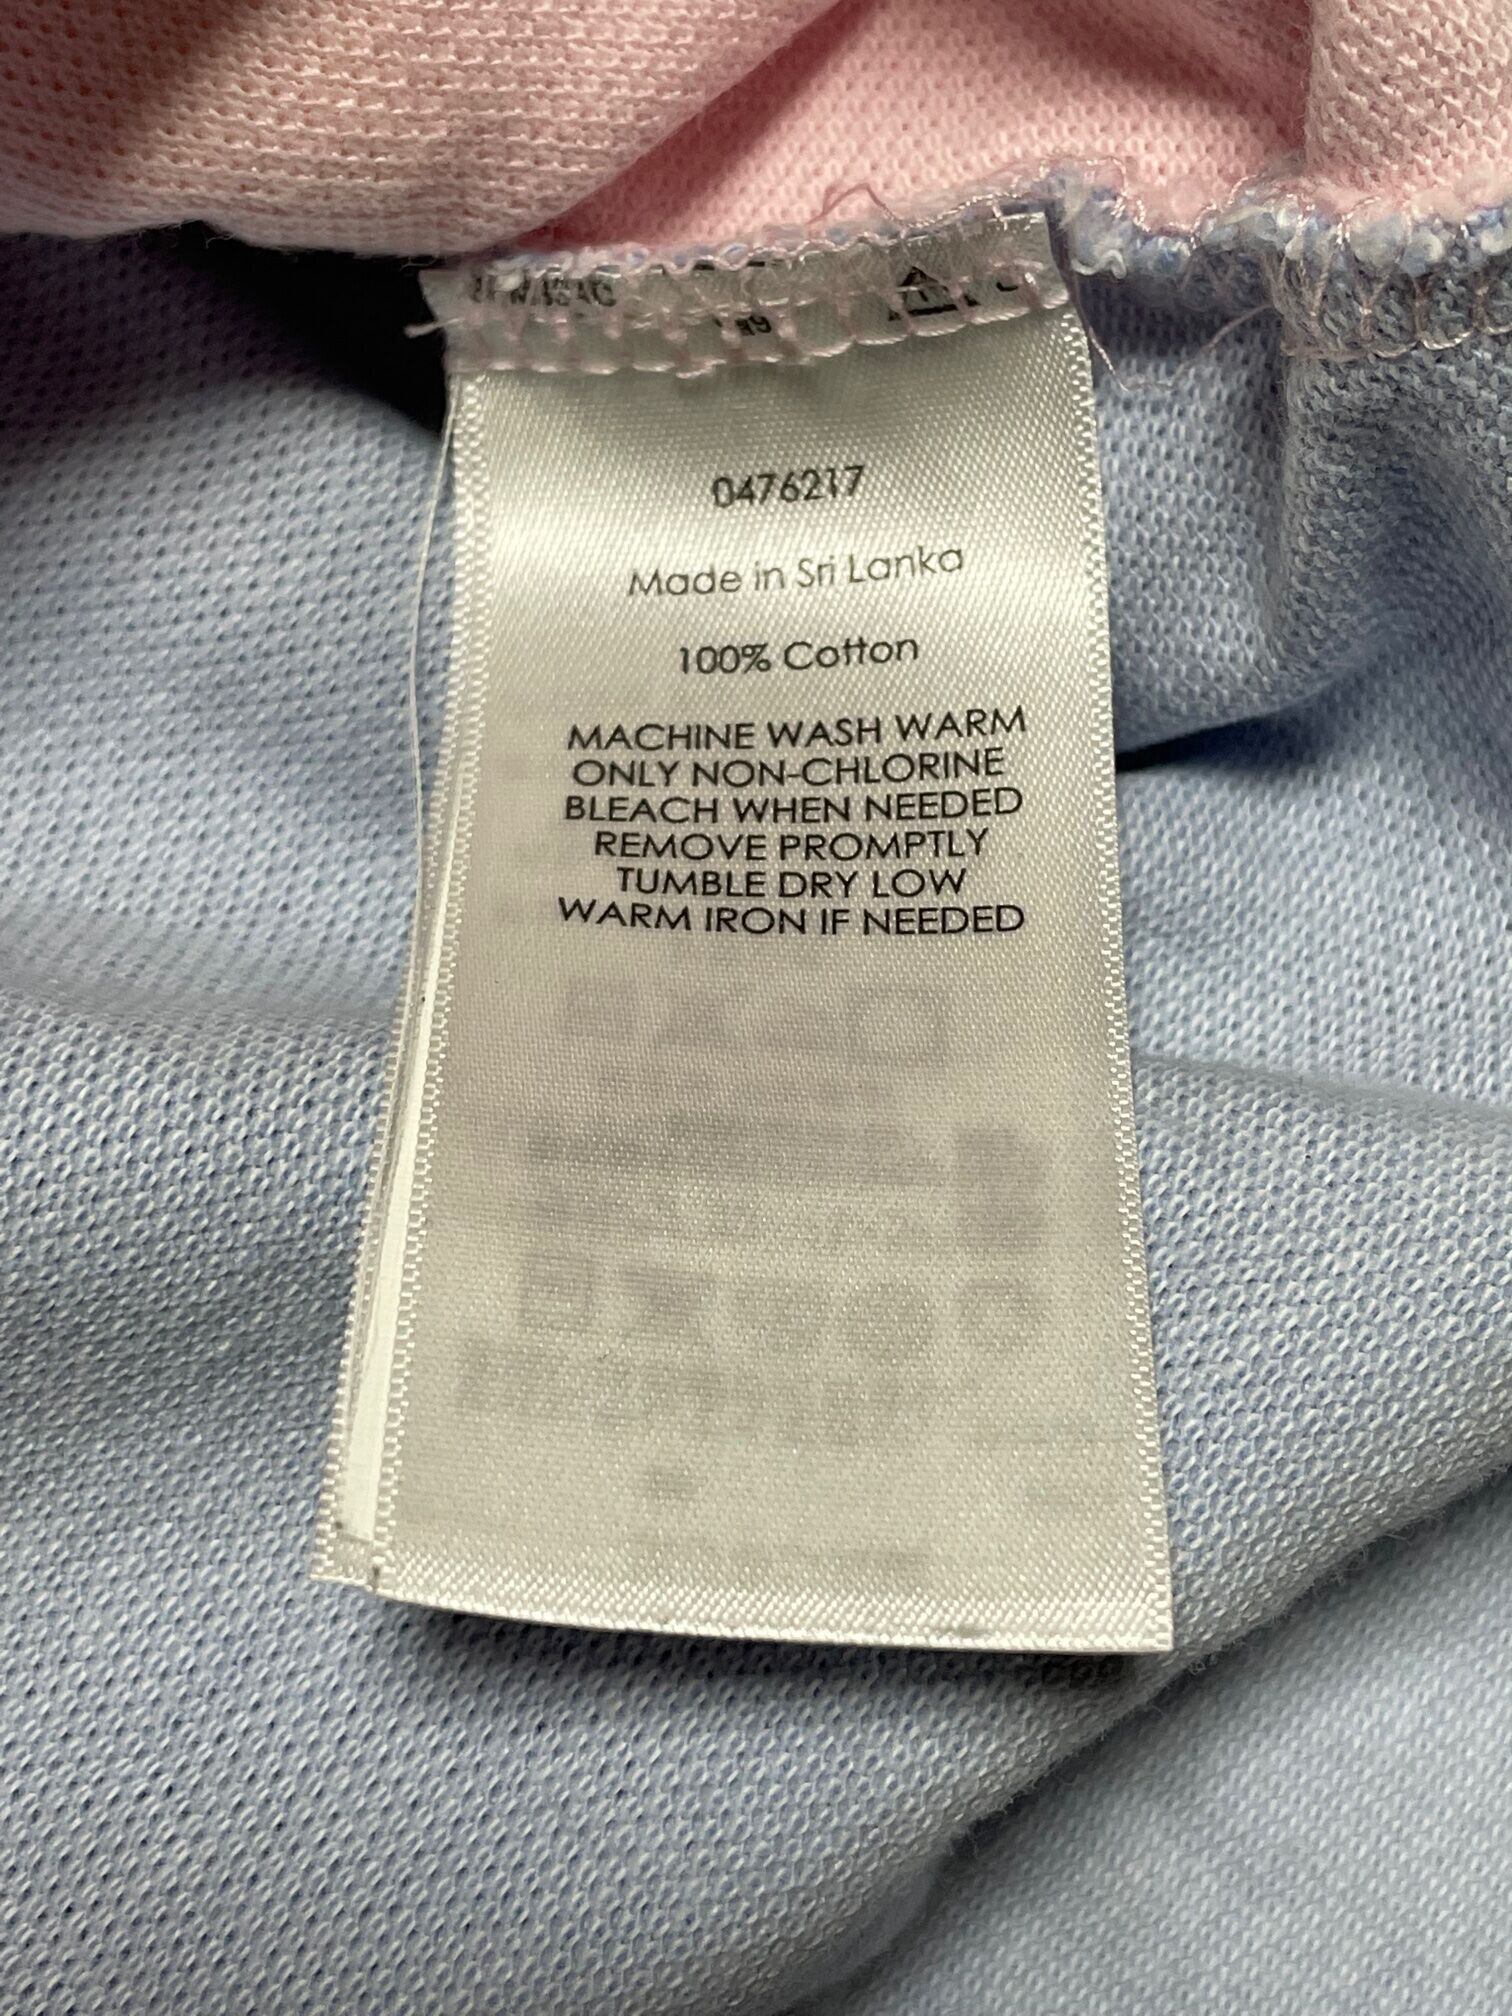 0476217
Made in Sri Lanka
100% Cotton
MACHINE WASH WARM
ONLY NON-CHLORINE
BLEACH WHEN NEEDED
REMOVE PROMPTLY
TUMBLE DRY LOW
WARM IRON IF NEEDED